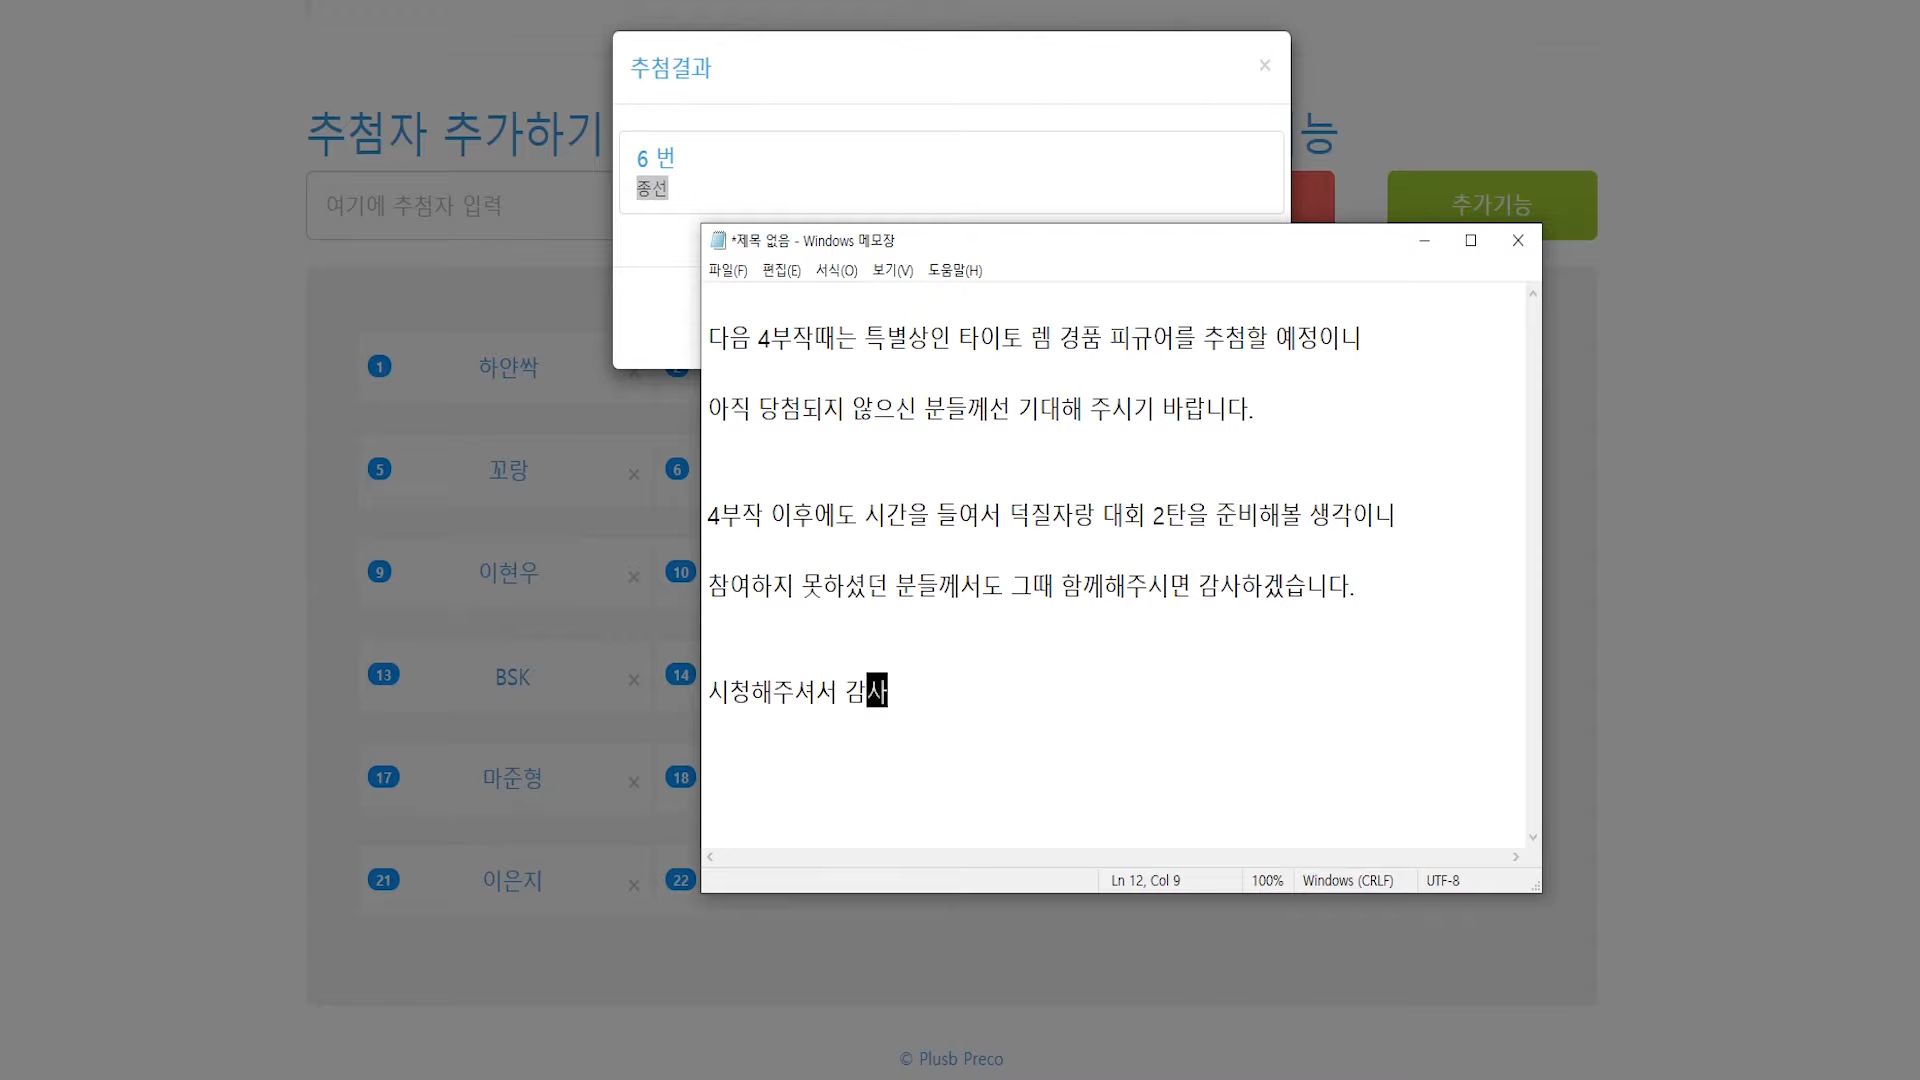 추첨결과
×
추첨자 추가하기
능
6 번
종선
여기에 추첨자 입력
추가기능
*제목 없음 - Windows 메모장
파일(F) 편집(E) 서식(O) 보기(V) 도움말(H)
다음 4부작때는 특별상인 타이토 렘 경품 피규어를 추첨할 예정이니
아직 당첨되지 않으신 분들께선 기대해 주시기 바랍니다.
4부작 이후에도 시간을 들여서 덕질자랑 대회 2탄을 준비해볼 생각이니
참여하지 못하셨던 분들께서도 그때 함께해주시면 감사하겠습니다.
시청해주셔서 감사
1 하얀싹
5 꼬랑 × 6
9 이현우 × 10
13 BSK × 14
17 마준형 × 18
21 이은지 × 22
Ln 12, Col 9 100% Windows (CRLF) UTF-8
© Plusb Preco